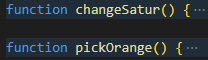 function changeSatur() {…
function pickOrange() {…